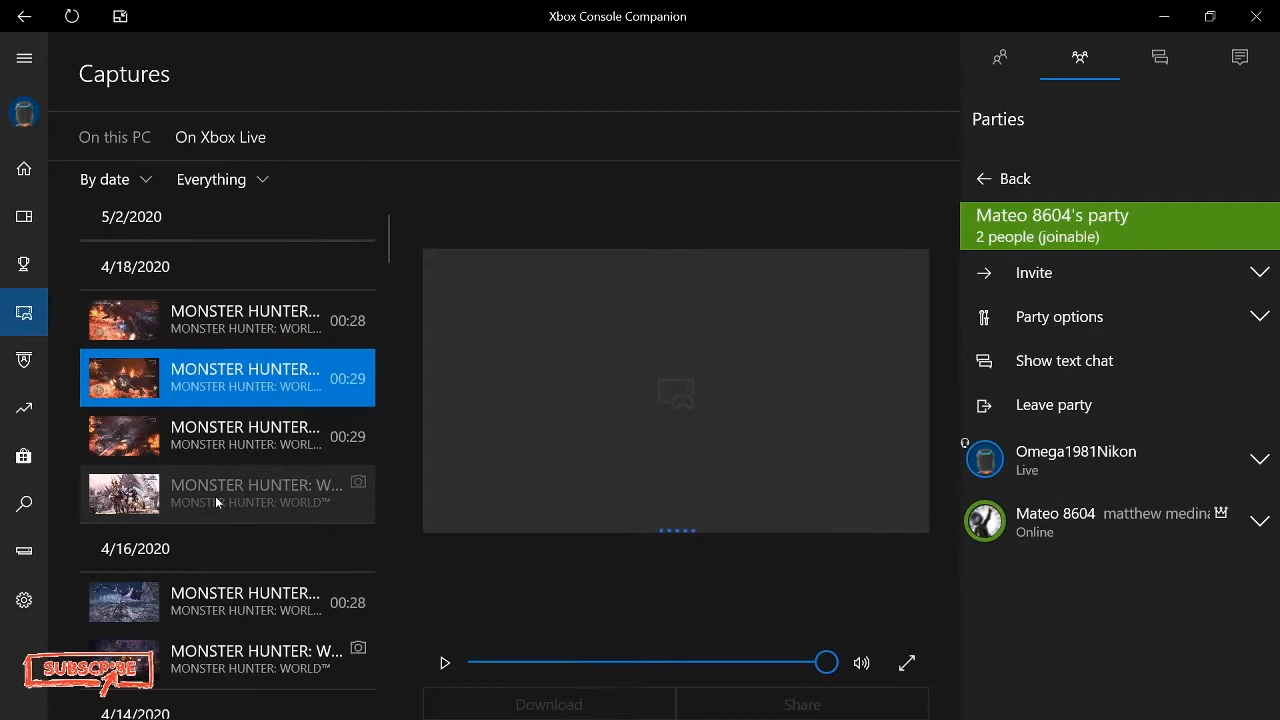 Xbox Console Companion
Captures
On this PC
On Xbox Live
By date
Everything
5/2/2020
4/18/2020
MONSTER HUNTER...
MONSTER HUNTER: WORL...
00:28
MONSTER HUNTER...
MONSTER HUNTER: WORL...
00:29
MONSTER HUNTER...
MONSTER HUNTER: WORL...
00:29
MONSTER HUNTER: W...
MONSTER HUNTER: WORLD™
4/16/2020
MONSTER HUNTER...
MONSTER HUNTER: WORL...
00:28
MONSTER HUNTER: W...
MONSTER HUNTER: WORLD™
4/14/2020
SUBSCRIBE
Download
Share
Parties
Back
Mateo 8604's party
2 people (joinable)
Invite
Party options
Show text chat
Leave party
Omega1981Nikon
Live
Mateo 8604 matthew medina
Online